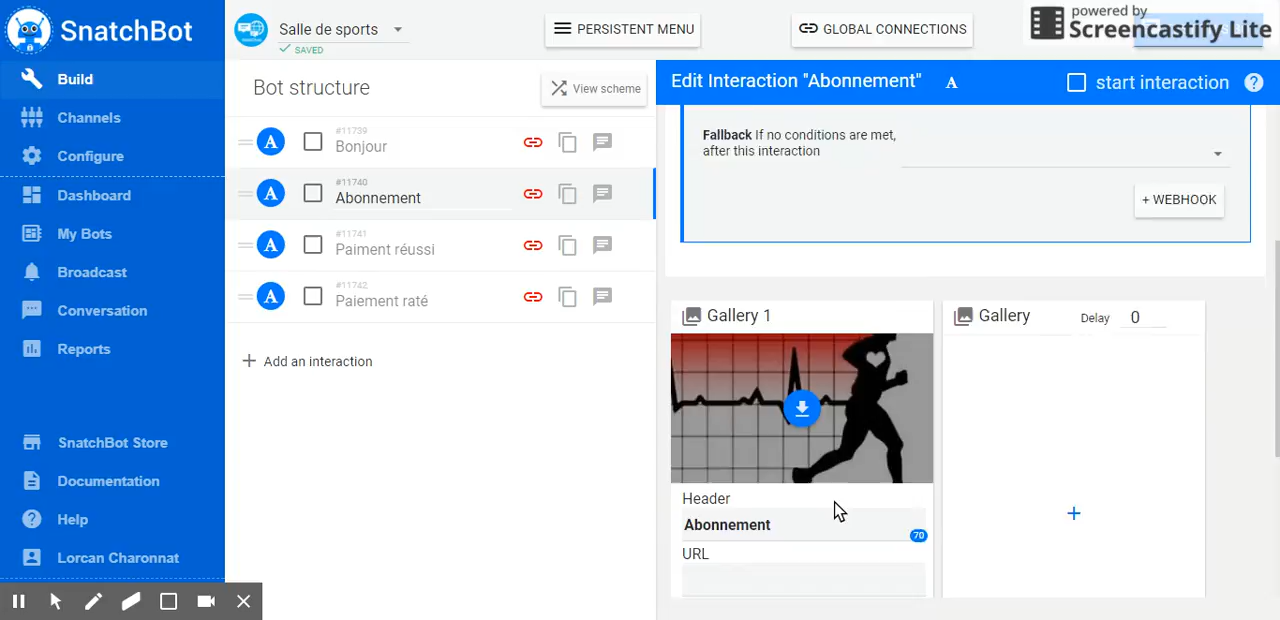 SnatchBot
Salle de sports
SAVED
PERSISTENT MENU
GLOBAL CONNECTIONS
powered by
Screencastify Lite
Build
Channels
Configure
Dashboard
My Bots
Broadcast
Conversation
Reports
SnatchBot Store
Documentation
Help
Lorcan Charonnat
Bot structure
View scheme
#11739
A Bonjour
#11740
A Abonnement
#11741
A Paiment réussi
#11742
A Paiement raté
+ Add an interaction
Edit Interaction "Abonnement" A
start interaction ?
Fallback If no conditions are met,
after this interaction
+ WEBHOOK
Gallery 1
Header
Abonnement
70
URL
Gallery Delay 0
+